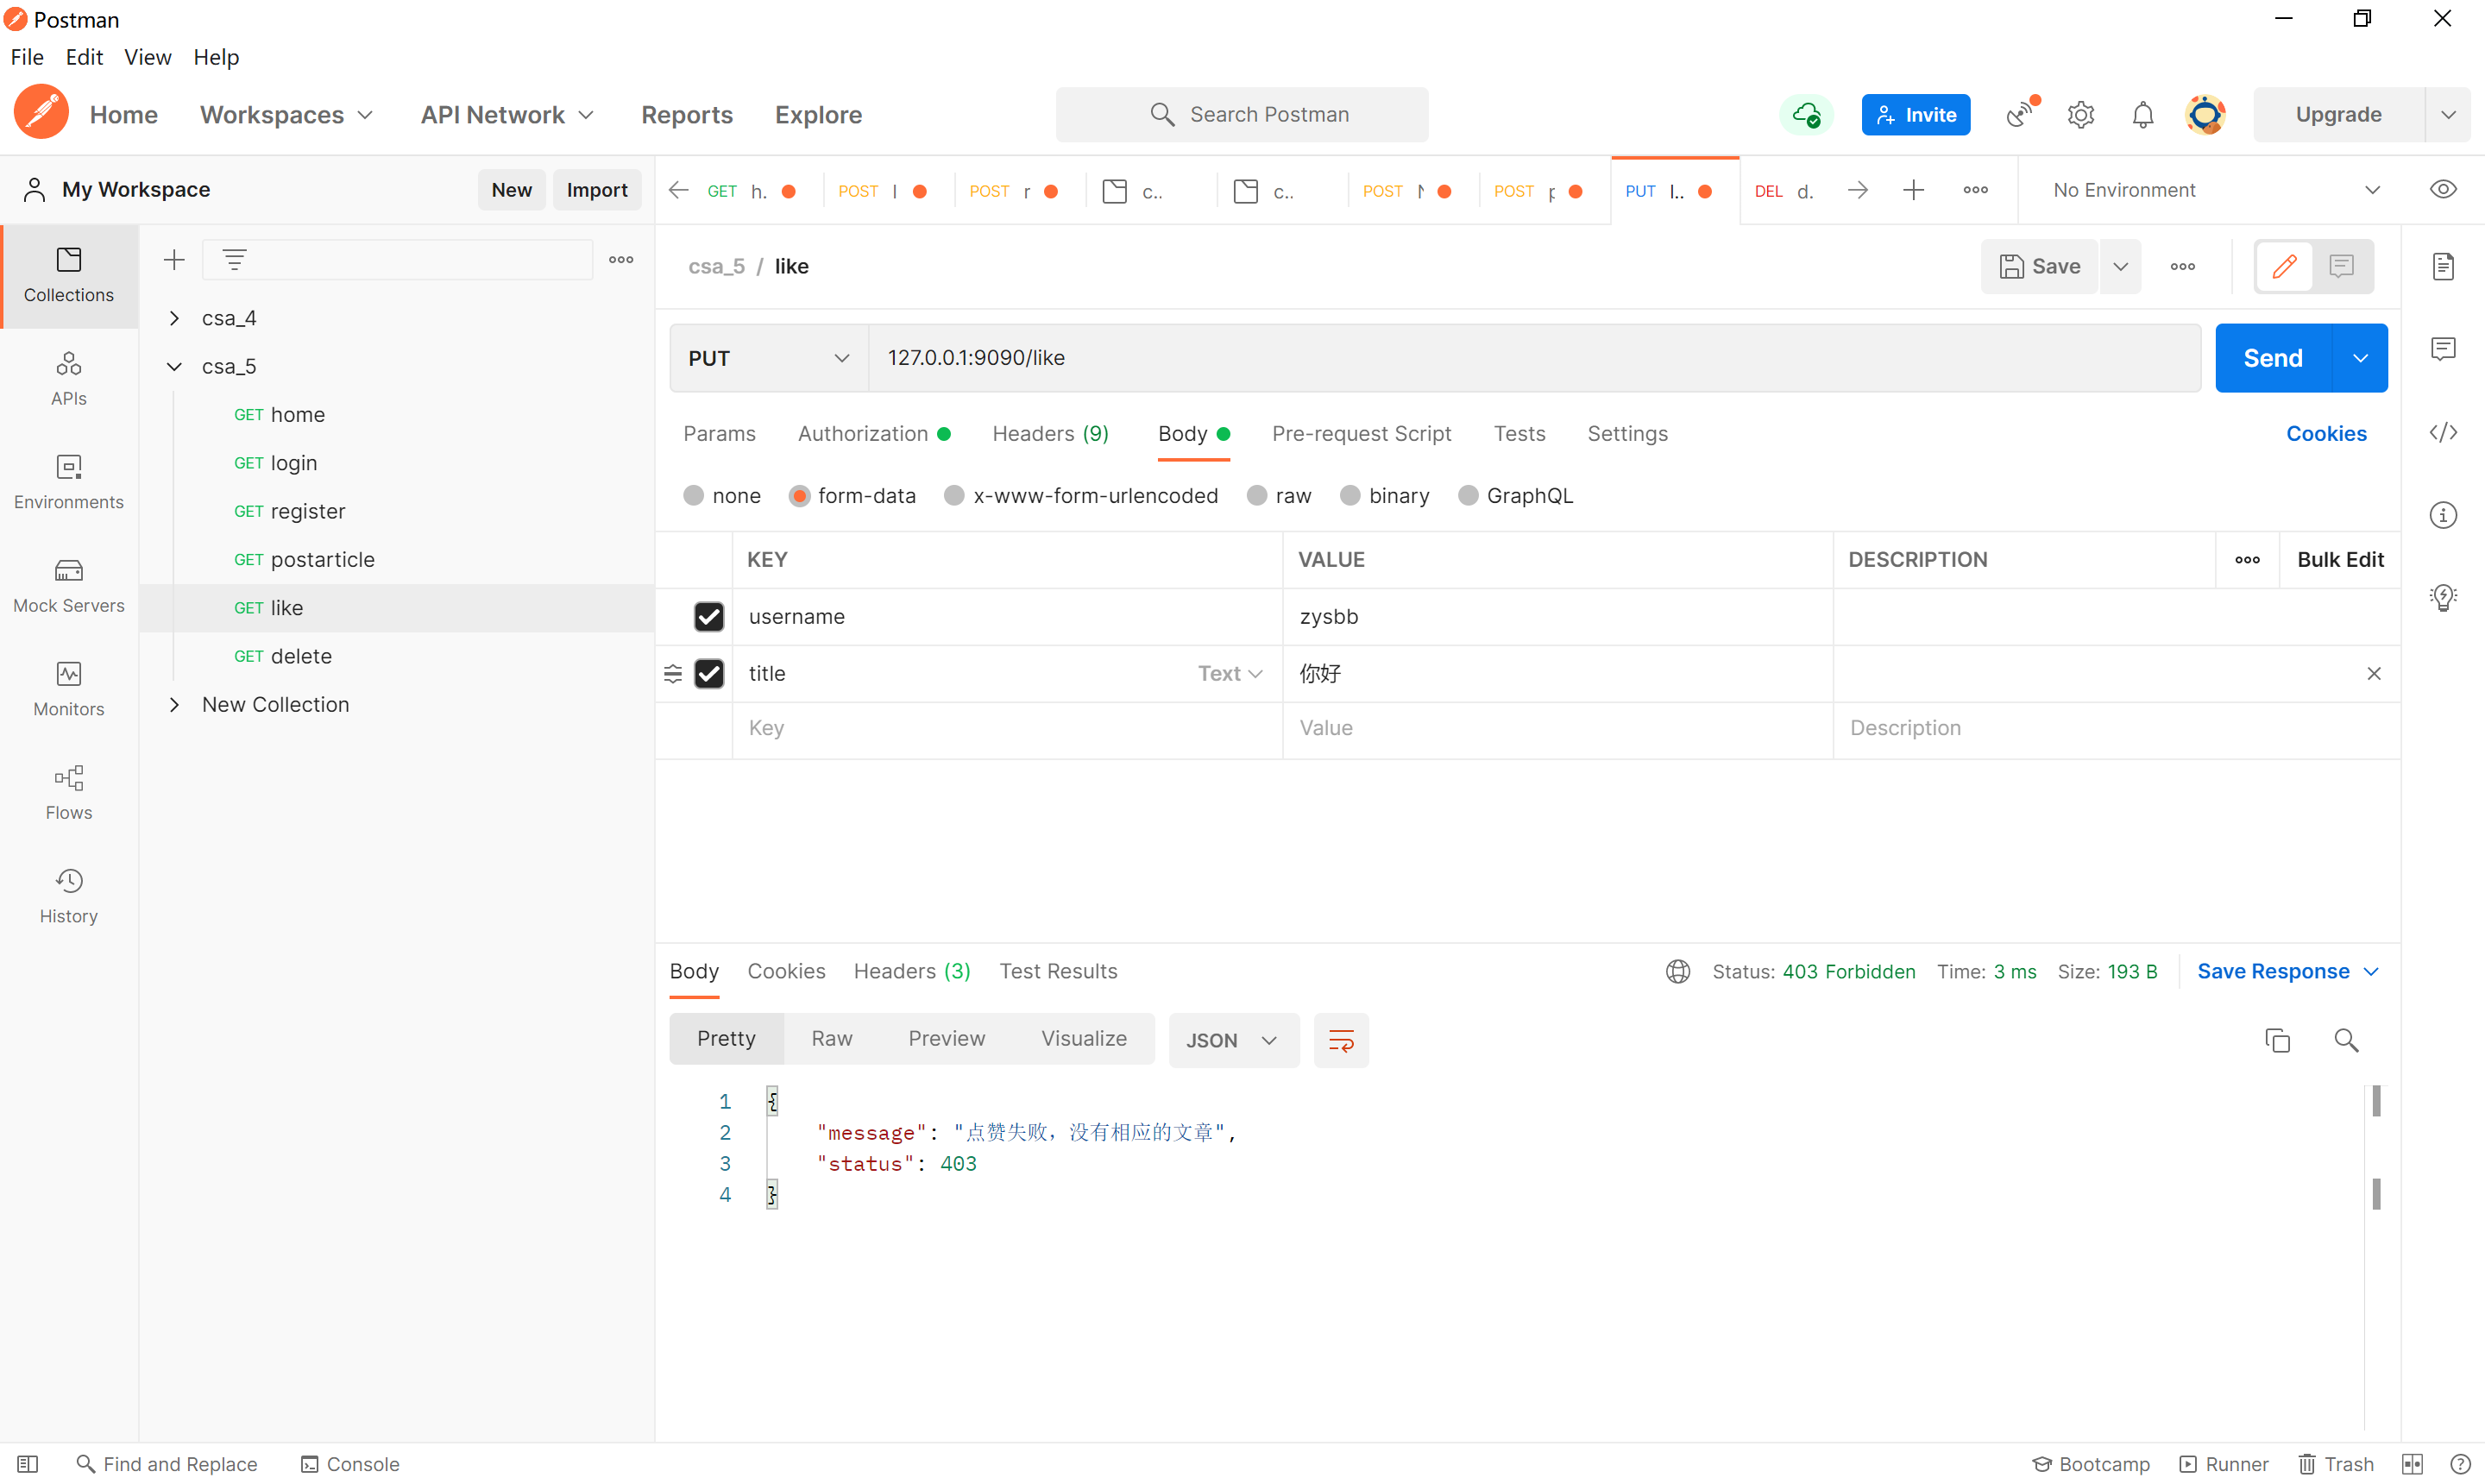 Postman
File Edit View Help
Home Workspaces API Network Reports Explore Search Postman Invite Upgrade
My Workspace New Import GET h. POST l POST r c.. c.. POST POST PUT l.. DEL d. No Environment
Collections
APIs
Environments
Mock Servers
Monitors
Flows
History
csa_4
csa_5
GET home
GET login
GET register
GET postarticle
GET like
GET delete
New Collection
csa_5 / like Save
PUT 127.0.0.1:9090/like Send
Params Authorization Headers (9) Body Pre-request Script Tests Settings Cookies
none form-data x-www-form-urlencoded raw binary GraphQL
KEY VALUE DESCRIPTION Bulk Edit
username zysbb
title Text 你好
Key Value Description
Body Cookies Headers (3) Test Results Status: 403 Forbidden Time: 3 ms Size: 193 B Save Response
Pretty Raw Preview Visualize JSON
1 {
2 "message": "点赞失败，没有相应的文章",
3 "status": 403
4 }
Find and Replace Console Bootcamp Runner Trash